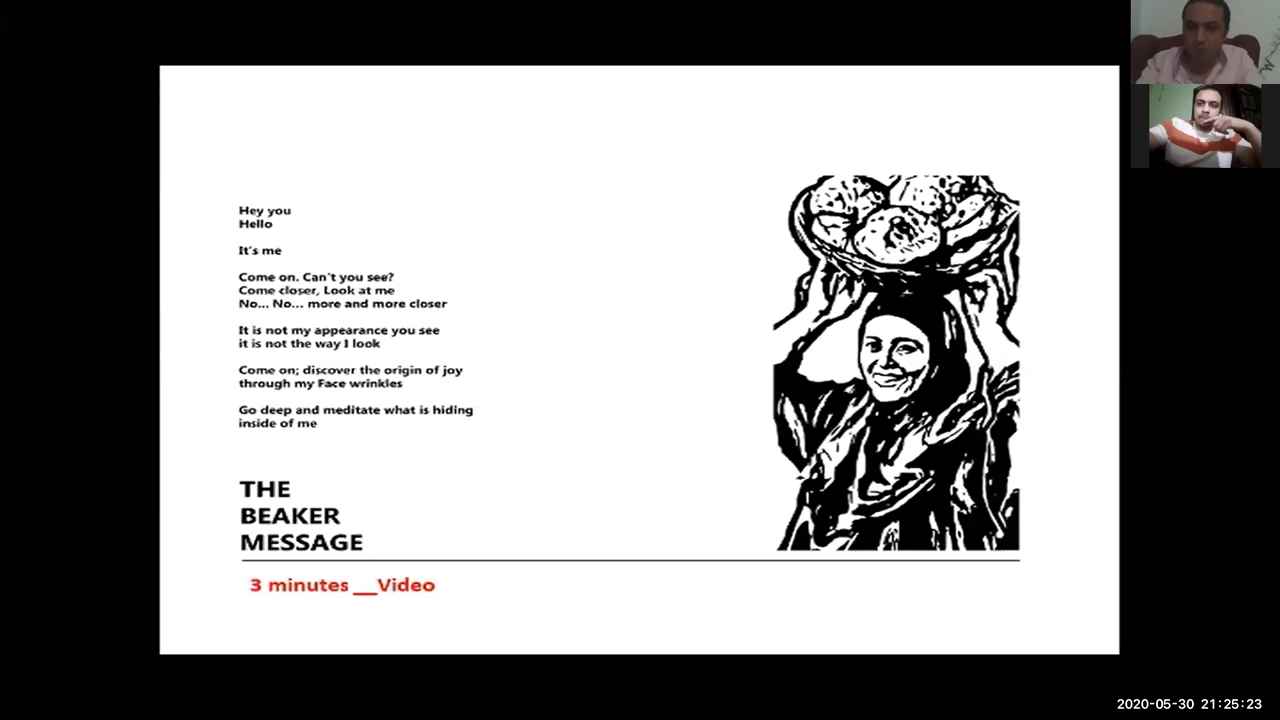 Hey you
Hello
It's me
Come on. Can't you see?
Come closer, Look at me
No... No... more and more closer
It is not my appearance you see
it is not the way I look
Come on; discover the origin of joy
through my Face wrinkles
Go deep and meditate what is hiding
inside of me
THE
BEAKER
MESSAGE
3 minutes __Video
2020-05-30 21:25:23